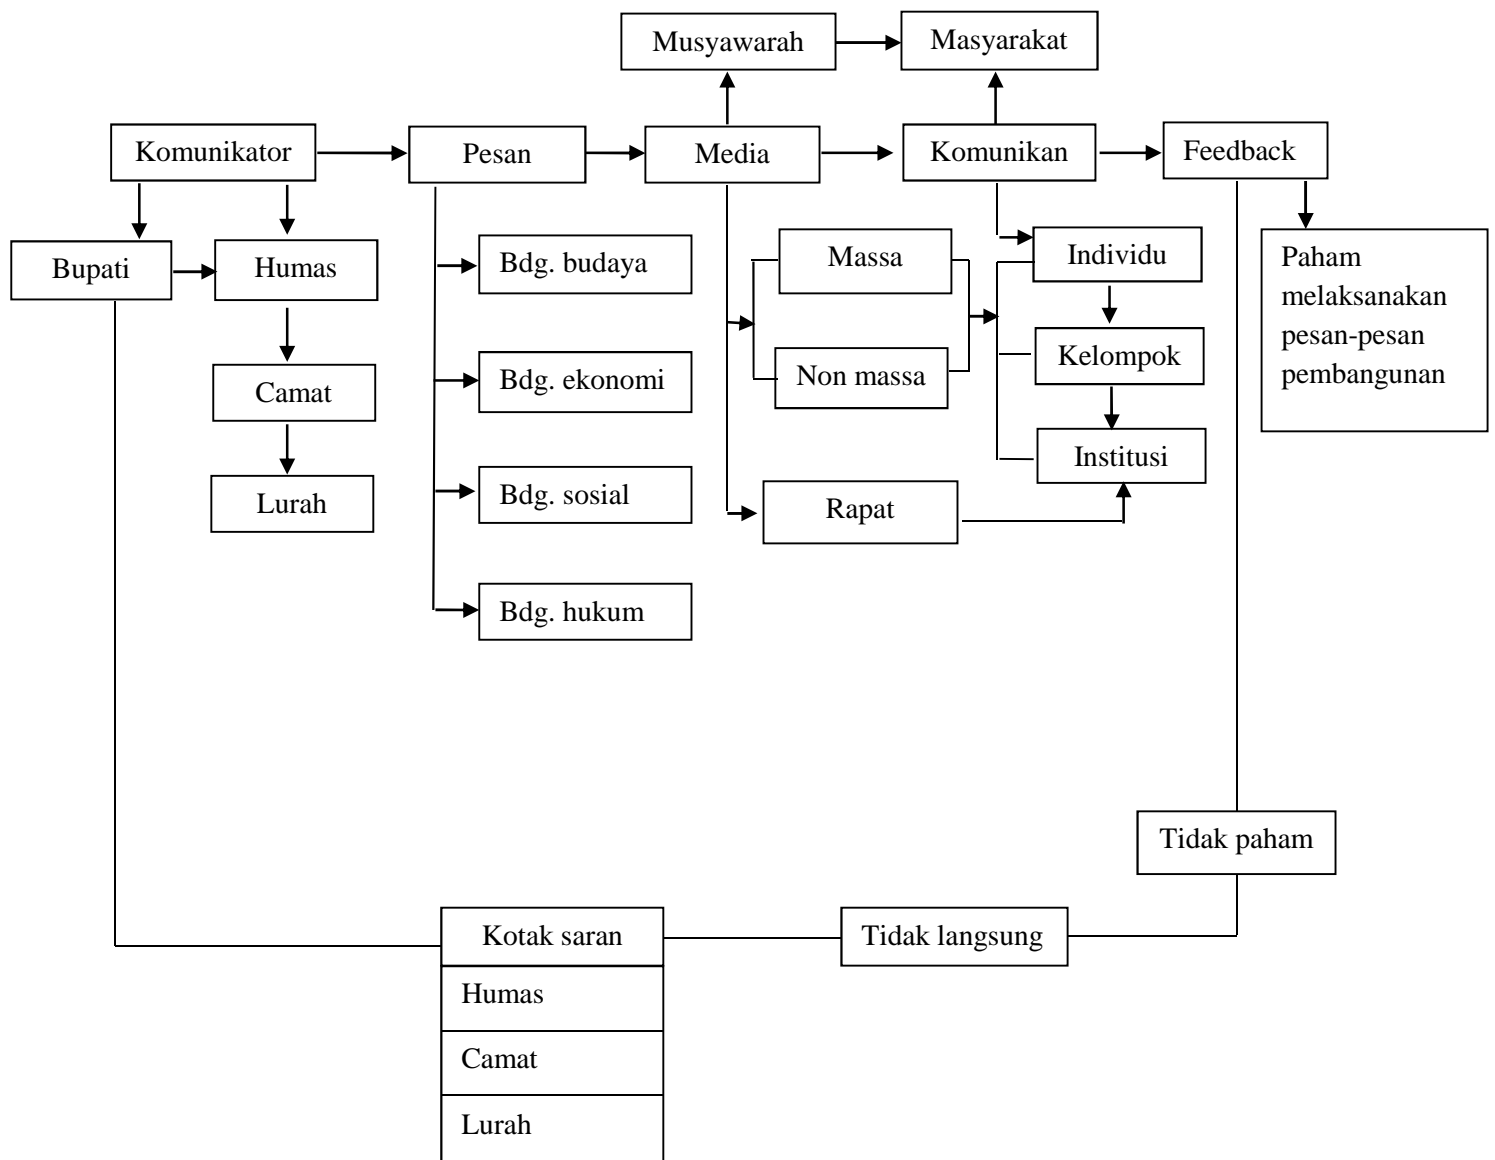 Musyawarah
Masyarakat
Komunikator
Pesan
Media
Komunikan
Feedback
Bupati
Humas
Bdg. budaya
Massa
Individu
Paham
melaksanakan
pesan-pesan
pembangunan
Camat
Bdg. ekonomi
Non massa
Kelompok
Lurah
Bdg. sosial
Rapat
Institusi
Bdg. hukum
Tidak paham
Kotak saran
Tidak langsung
Humas
Camat
Lurah